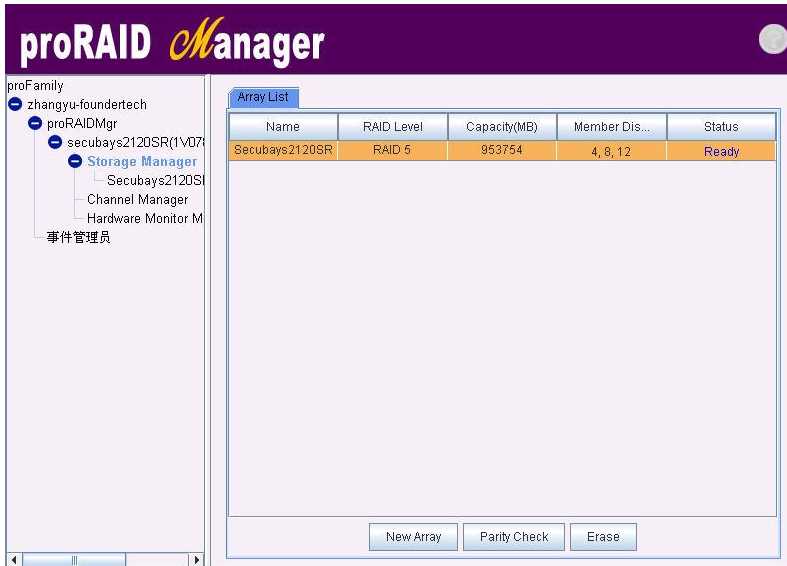 proRAID Manager
proFamily
zhangyu-foundertech
proRAIDMgr
secubays2120SR(1V078
Storage Manager
Secubays2120S
Channel Manager
Hardware Monitor M
事件管理员
Array List
Name RAID Level Capacity(MB) Member Dis... Status
Secubays2120SR RAID 5 953754 4, 8, 12 Ready
New Array Parity Check Erase